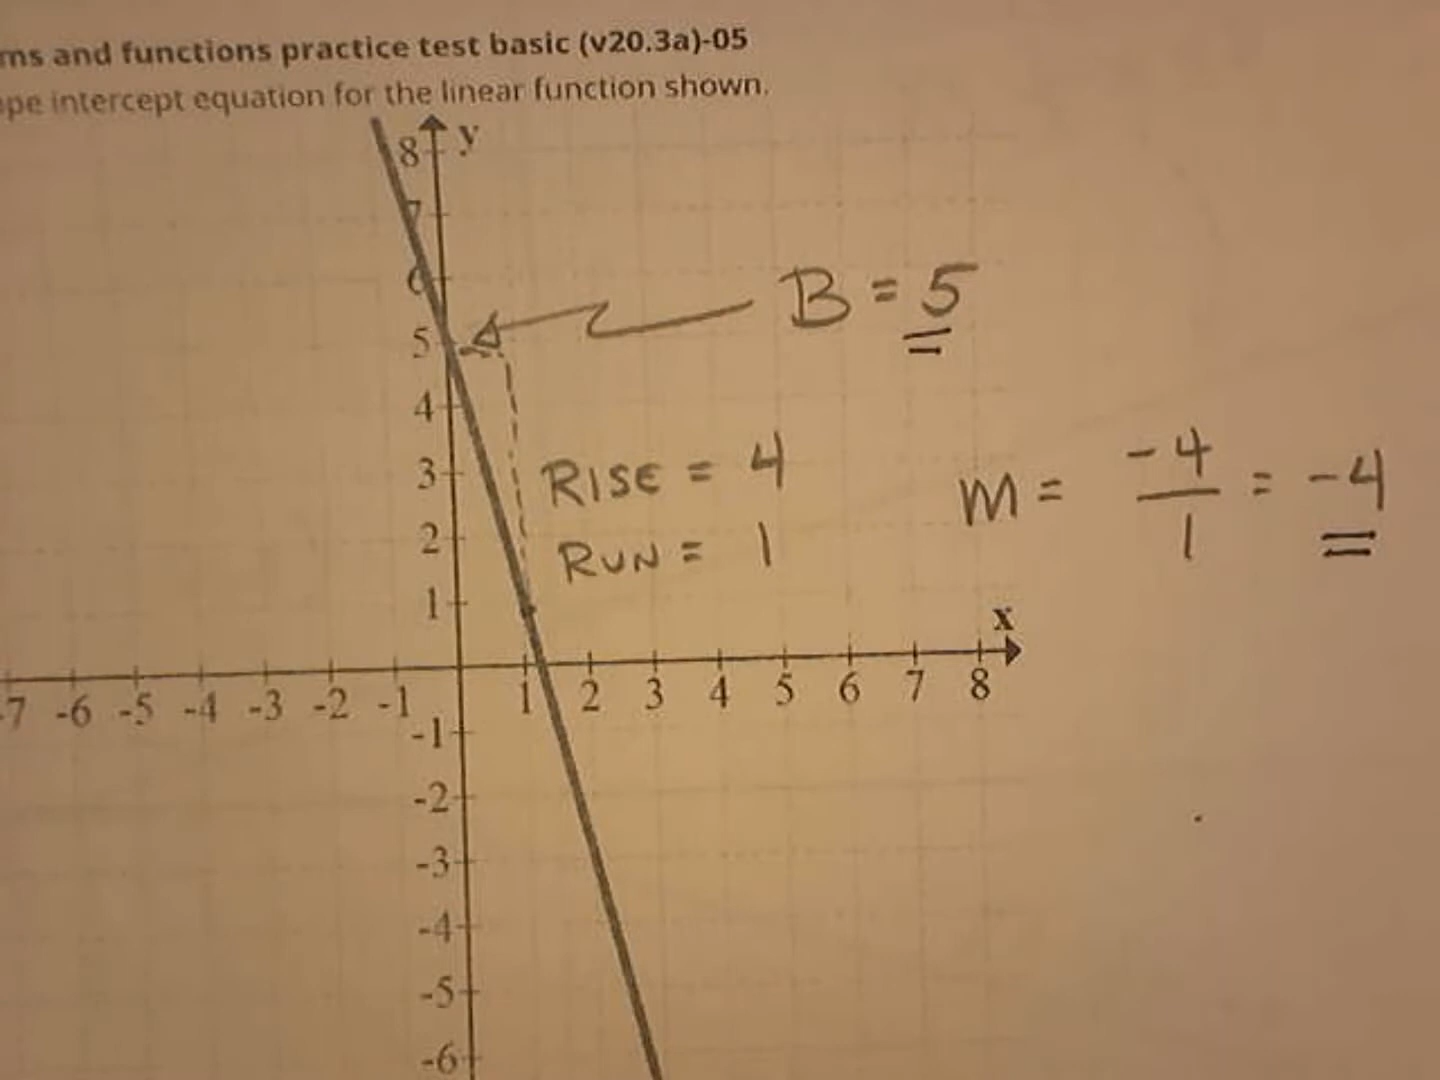 ms and functions practice test basic (v20.3a)-05
ope intercept equation for the linear function shown.
8 y
7
6
B = 5
5
4
3
RISE = 4
M = -4/1 = -4
2
RUN = 1
1
x
-7 -6 -5 -4 -3 -2 -1 1 2 3 4 5 6 7 8
-1
-2
-3
-4
-5
-6